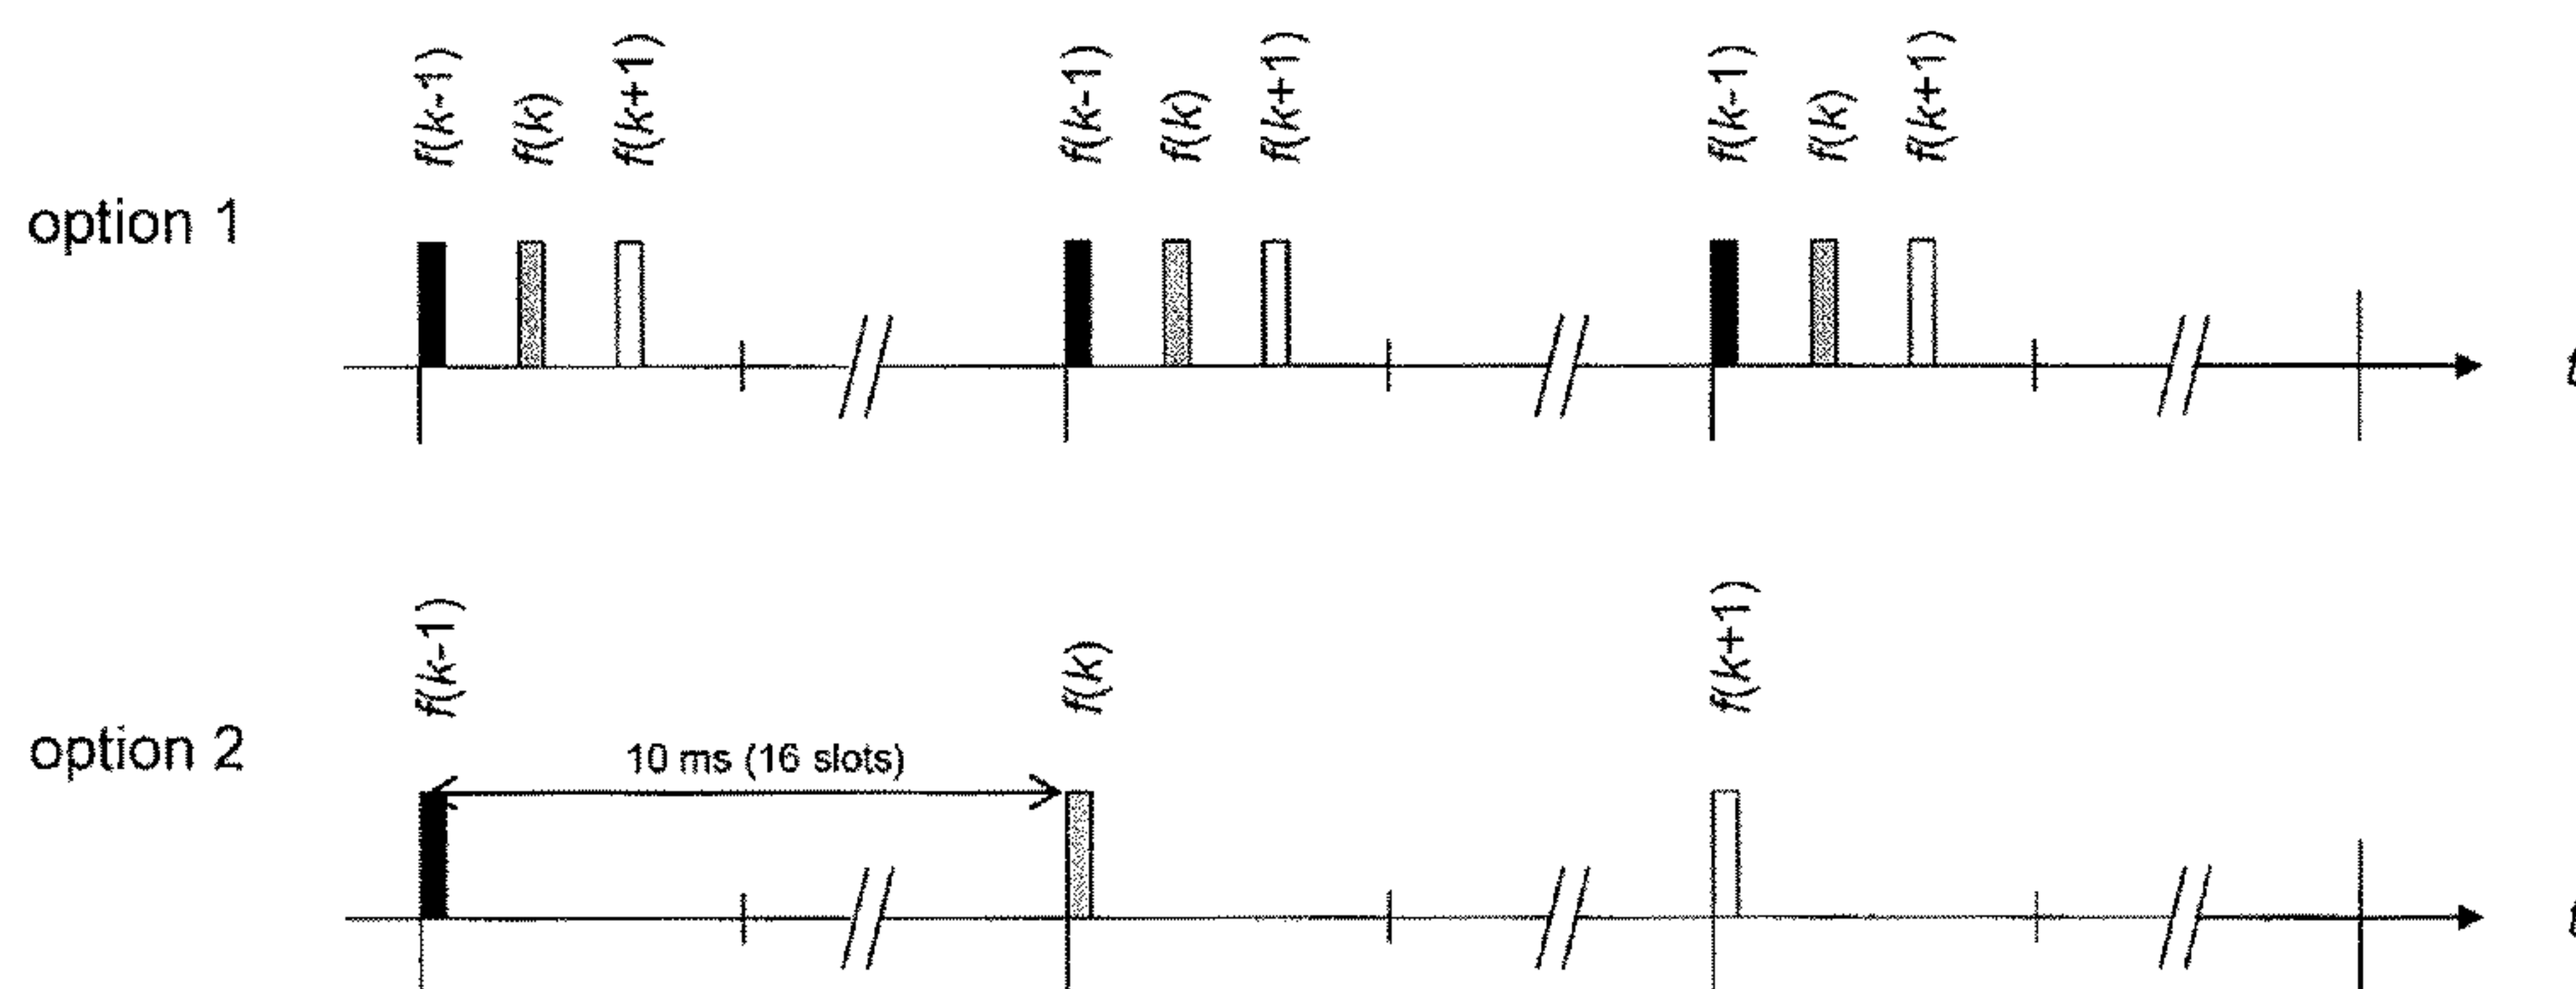 f(k-1) f(k) f(k+1) f(k-1) f(k) f(k+1) f(k-1) f(k) f(k+1)
option 1
t
f(k-1) f(k) f(k+1)
option 2
10 ms (16 slots)
t